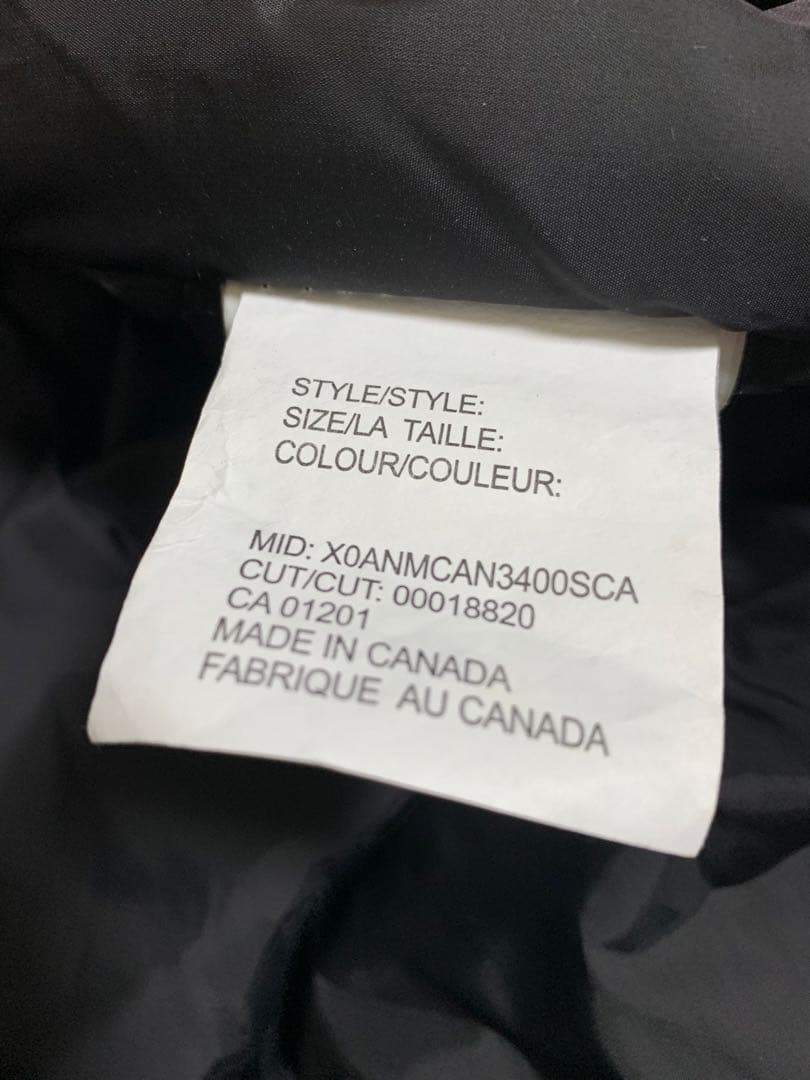 STYLE/STYLE:
SIZE/LA TAILLE:
COLOUR/COULEUR:
MID: X0ANMCAN3400SCA
CUT/CUT: 00018820
CA 01201
MADE IN CANADA
FABRIQUE AU CANADA